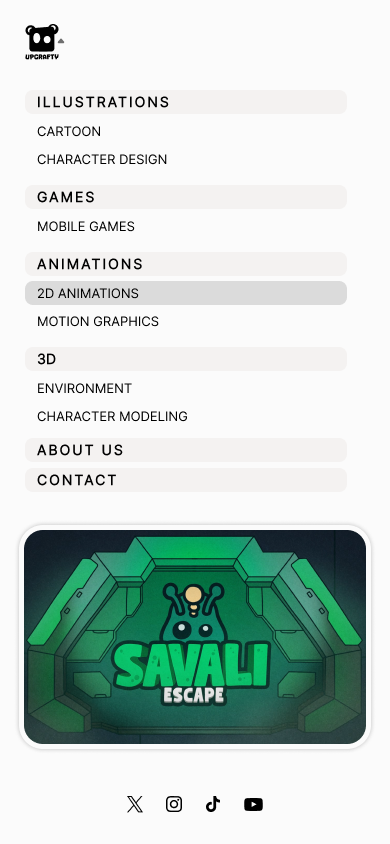 UPGRAFTY
ILLUSTRATIONS
CARTOON
CHARACTER DESIGN
GAMES
MOBILE GAMES
ANIMATIONS
2D ANIMATIONS
MOTION GRAPHICS
3D
ENVIRONMENT
CHARACTER MODELING
ABOUT US
CONTACT
SAVALI
ESCAPE